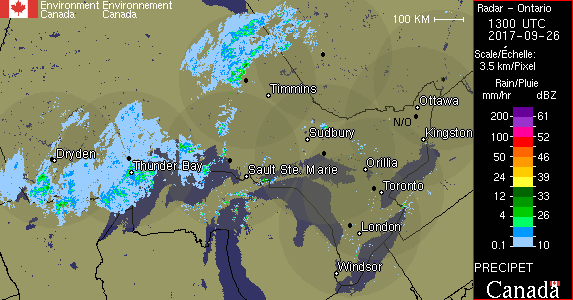 Environment Environnement
Canada Canada
100 KM
Timmins
Ottawa
N/O
Kingston
Sudbury
Dryden
Thunder Bay
Sault Ste. Marie
Orillia
Toronto
London
Windsor
Radar - Ontario
1300 UTC
2017-09-26
Scale/Échelle:
3.5 km/Pixel
Rain/Pluie
mm/hr dBZ
200 61
100 52
50 46
24 39
12 33
4 26
0.1 10
PRECIPET
Canada